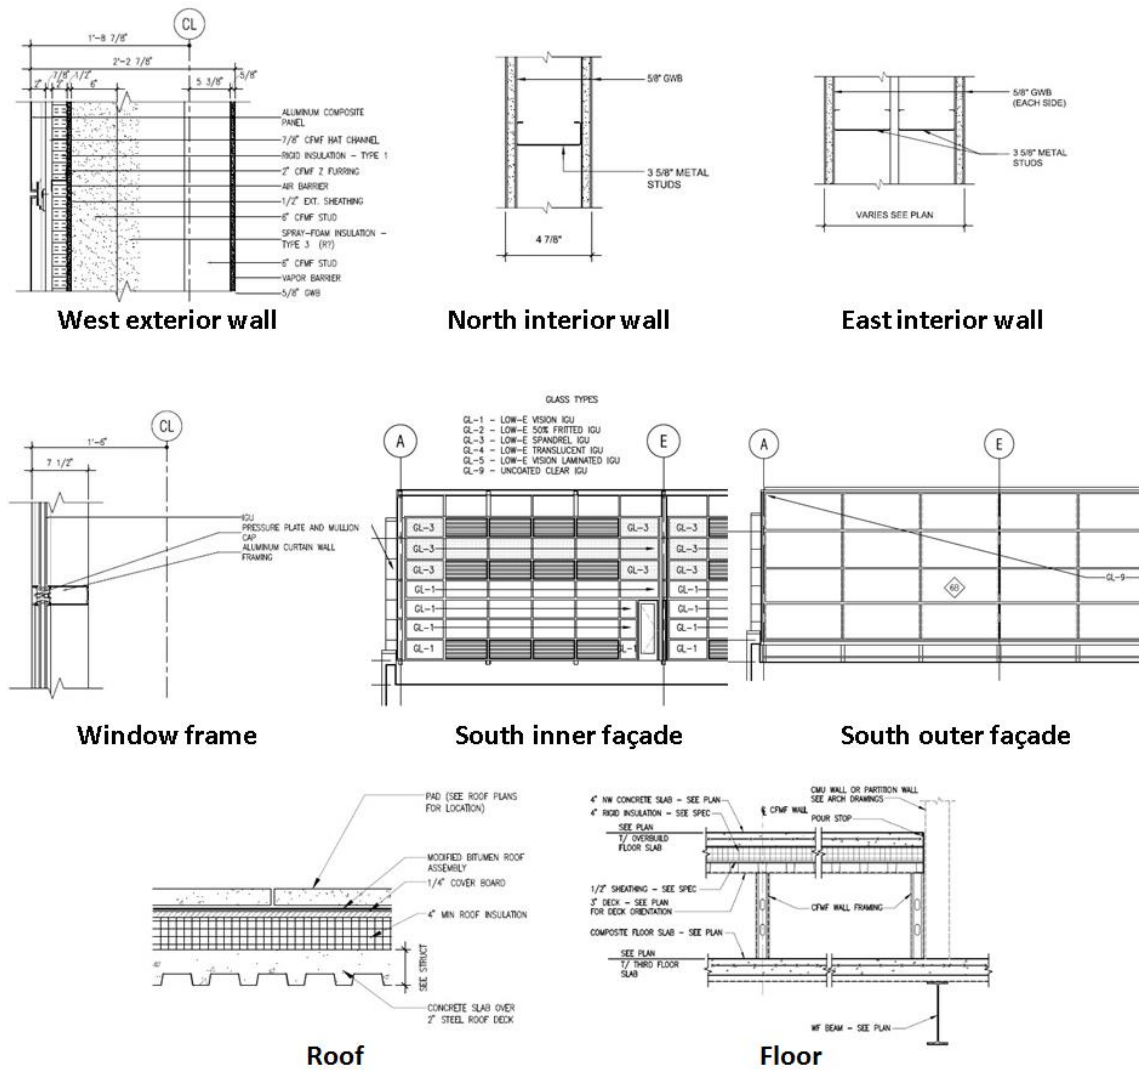 CL
1'-8 7/8"
2'-2 7/8"
2" 7/8" 2" 1/2" 6" 5 3/8" 5/8"
ALUMINUM COMPOSITE
PANEL
7/8" CFMF HAT CHANNEL
RIGID INSULATION - TYPE 1
2" CFMF Z FURRING
AIR BARRIER
1/2" EXT. SHEATHING
6" CFMF STUD
SPRAY-FOAM INSULATION -
TYPE 3 (R?)
6" CFMF STUD
VAPOR BARRIER
5/8" GWB
West exterior wall
5/8" GWB
3 5/8" METAL
STUDS
4 7/8"
North interior wall
5/8" GWB
(EACH SIDE)
3 5/8" METAL
STUDS
VARIES SEE PLAN
East interior wall
CL
1'-6"
7 1/2"
IGU
PRESSURE PLATE AND MULLION
CAP
ALUMINUM CURTAIN WALL
FRAMING
Window frame
GLASS TYPES
GL-1 - LOW-E VISION IGU
GL-2 - LOW-E 50% FRITTED IGU
GL-3 - LOW-E SPANDREL IGU
GL-4 - LOW-E TRANSLUCENT IGU
GL-5 - LOW-E VISION LAMINATED IGU
GL-9 - UNCOATED CLEAR IGU
A E
GL-3 GL-3 GL-3
GL-3 GL-3
GL-3 GL-3 GL-3
GL-1 GL-1
GL-1 GL-1
GL-1 GL-1
GL-1 GL-1 GL-1
South inner façade
A E
GL-9
6B
South outer façade
PAD (SEE ROOF PLANS
FOR LOCATION)
MODIFIED BITUMEN ROOF
ASSEMBLY
1/4" COVER BOARD
4" MIN ROOF INSULATION
SEE STRUCT
CONCRETE SLAB OVER
2" STEEL ROOF DECK
Roof
4" NW CONCRETE SLAB - SEE PLAN
4" RIGID INSULATION - SEE SPEC
SEE PLAN
T/ OVERBUILD
FLOOR SLAB
℄ CFMF WALL
CMU WALL OR PARTITION WALL
SEE ARCH DRAWINGS
POUR STOP
1/2" SHEATHING - SEE SPEC
3" DECK - SEE PLAN
FOR DECK ORIENTATION
CFMF WALL FRAMING
COMPOSITE FLOOR SLAB - SEE PLAN
SEE PLAN
T/ THIRD FLOOR
SLAB
WF BEAM - SEE PLAN
Floor